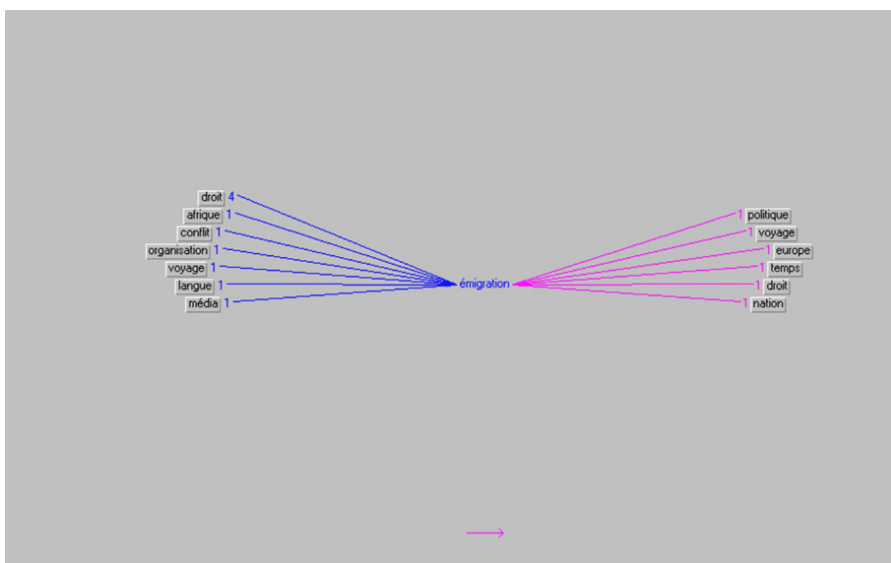 droit 4
afrique 1
conflit 1
organisation 1
voyage 1
langue 1
média 1
émigration
1 politique
1 voyage
1 europe
1 temps
1 droit
1 nation